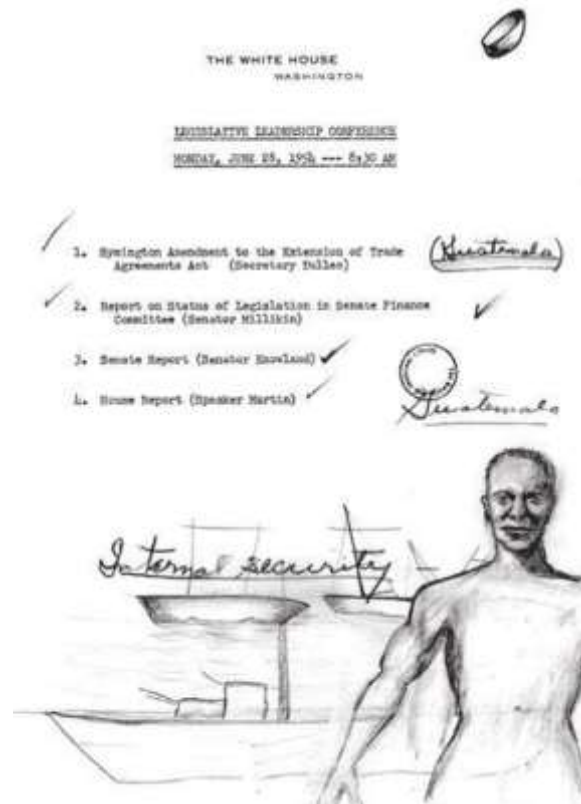 THE WHITE HOUSE
WASHINGTON
LEGISLATIVE LEADERSHIP CONFERENCE
MONDAY, JUNE 28, 1954 --- 8:30 AM
1. Symington Amendment to the Extension of Trade
Agreements Act (Secretary Dulles)
(Guatemala)
2. Report on Status of Legislation in Senate Finance
Committee (Senator Millikin)
3. Senate Report (Senator Knowland)
4. House Report (Speaker Martin)
Guatemala
Internal Security